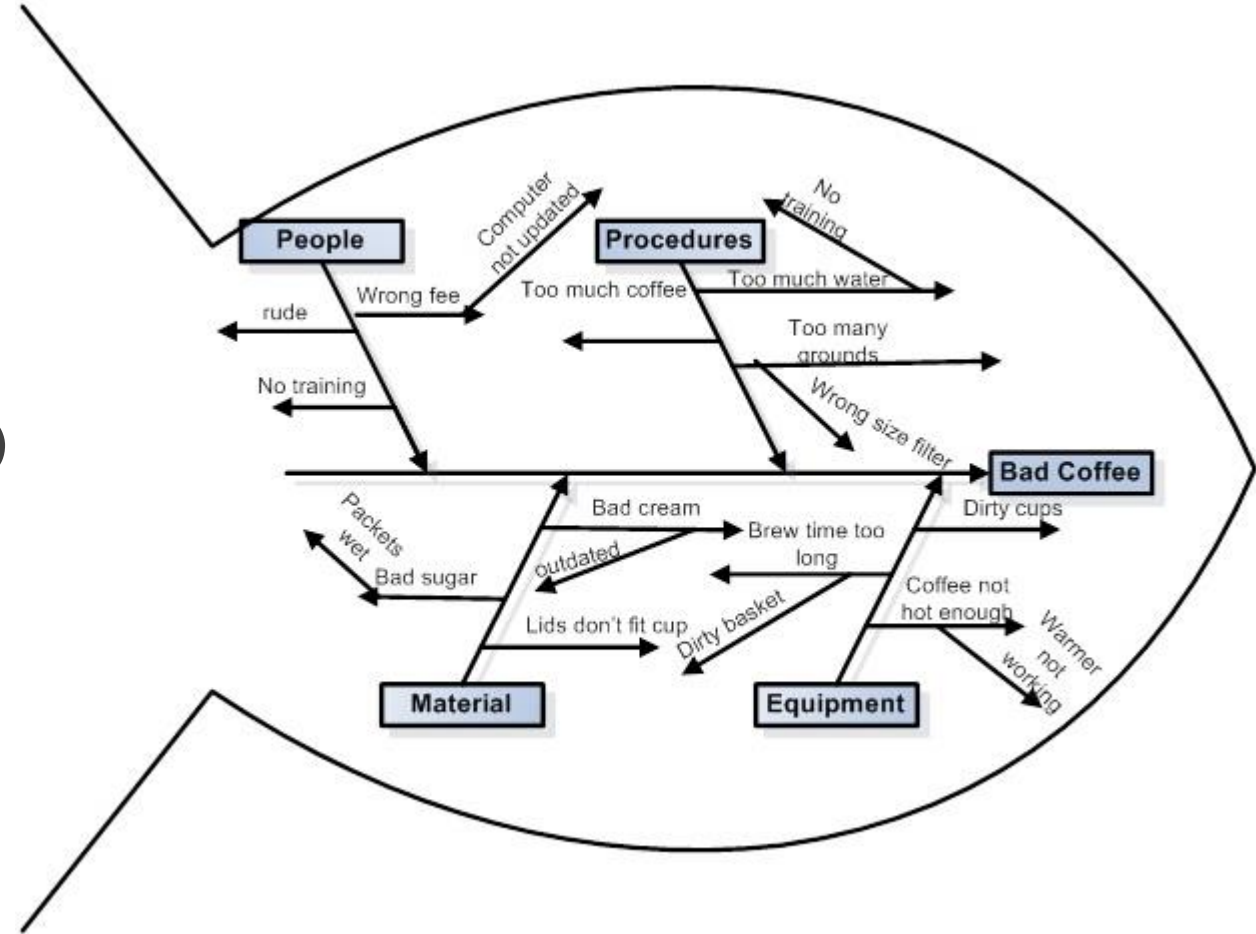 People
Computer
not updated
Wrong fee
rude
No training
Procedures
No
training
Too much coffee
Too much water
Too many
grounds
Wrong size filter
Bad Coffee
Packets
wet
Bad sugar
Bad cream
outdated
Lids don't fit cup
Material
Brew time too
long
Dirty basket
Dirty cups
Coffee not
hot enough
Warmer
not
working
Equipment
)